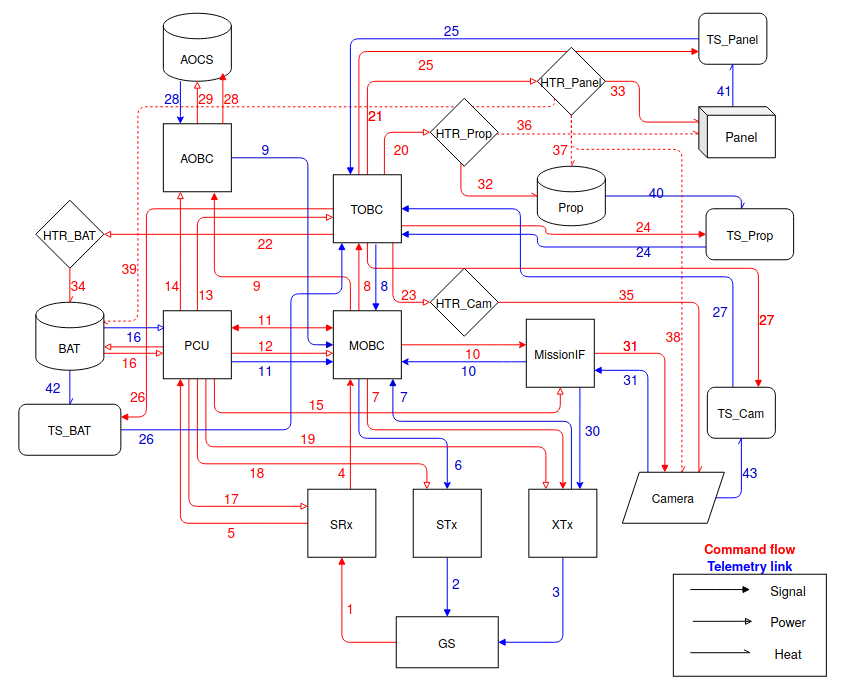 25
TS_Panel
AOCS
25
HTR_Panel
33
41
28
29
28
21
HTR_Prop
36
Panel
20
AOBC
9
37
32
40
Prop
TOBC
HTR_BAT
22
24
TS_Prop
24
39
34
14
13
9
8
8
23
HTR_Cam
35
27
27
16
BAT
16
PCU
11
12
11
MOBC
10
10
MissionIF
31
31
38
42
26
15
7
7
TS_Cam
TS_BAT
26
19
18
4
6
30
43
17
5
SRx
STx
XTx
Camera
1
2
3
GS
Command flow
Telemetry link
Signal
Power
Heat